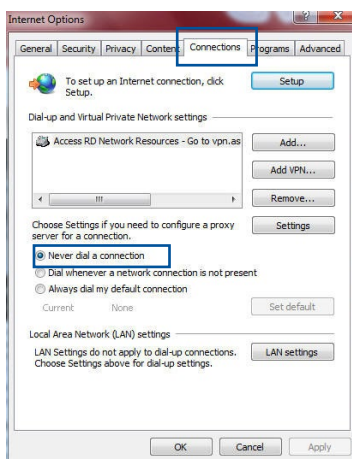 Internet Options
General Security Privacy Content Connections Programs Advanced
To set up an Internet connection, click
Setup.
Setup
Dial-up and Virtual Private Network settings
Access RD Network Resources - Go to vpn.as
Add...
Add VPN...
Remove...
Choose Settings if you need to configure a proxy
server for a connection.
Settings
Never dial a connection
Dial whenever a network connection is not present
Always dial my default connection
Current None
Set default
Local Area Network (LAN) settings
LAN Settings do not apply to dial-up connections.
Choose Settings above for dial-up settings.
LAN settings
OK Cancel Apply